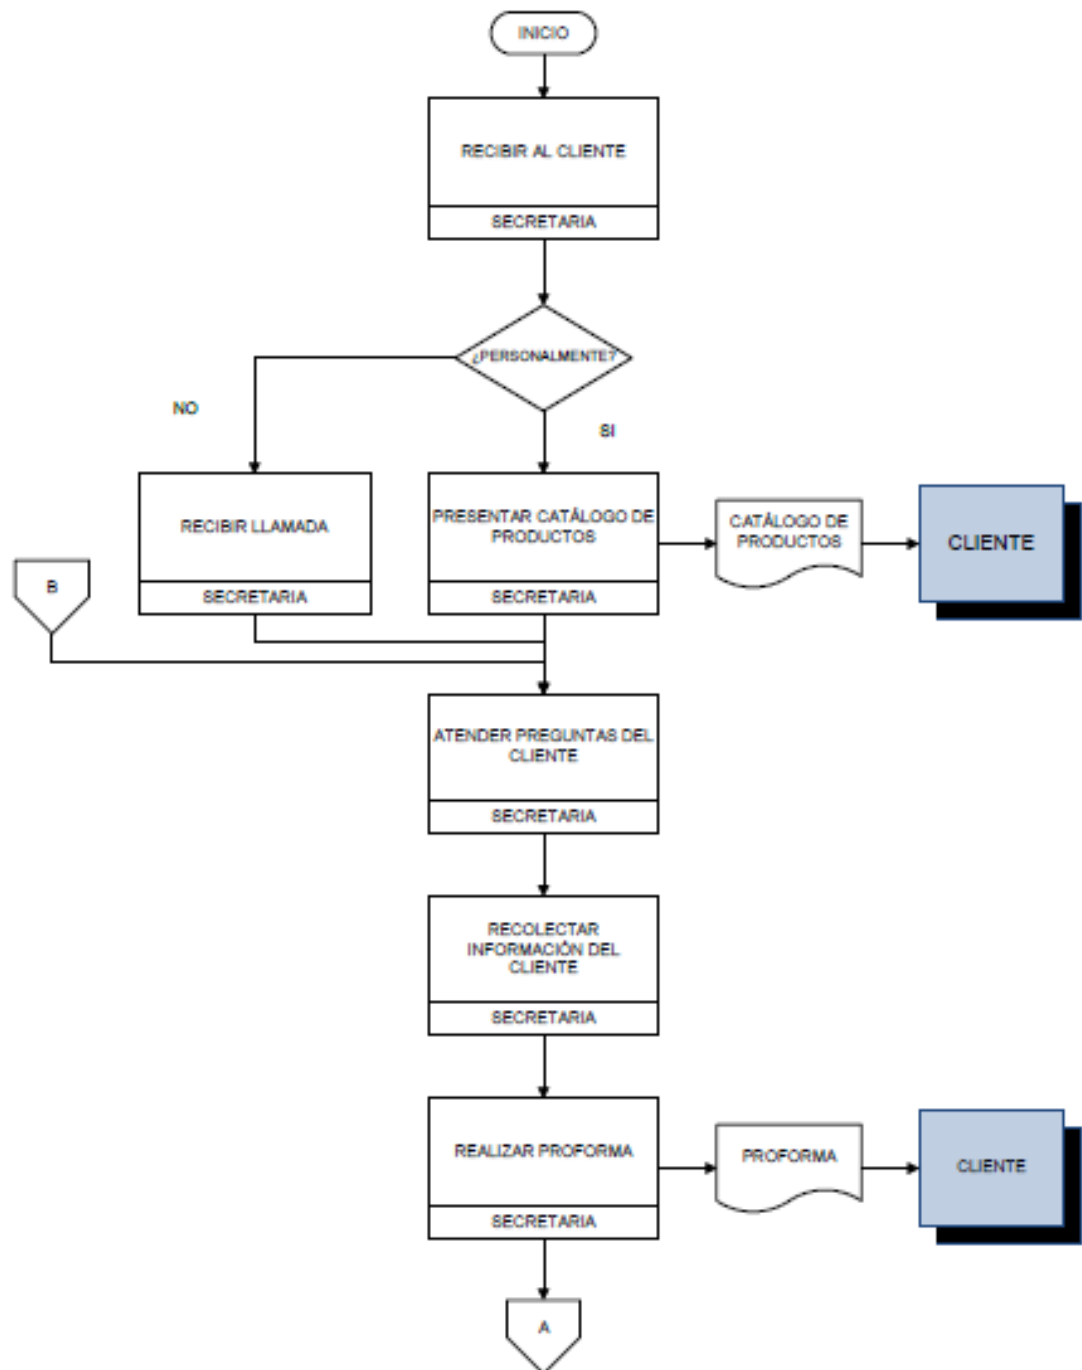 INICIO
RECIBIR AL CLIENTE
SECRETARIA
¿PERSONALMENTE?
NO
SI
RECIBIR LLAMADA
SECRETARIA
PRESENTAR CATÁLOGO DE
PRODUCTOS
SECRETARIA
CATÁLOGO DE
PRODUCTOS
CLIENTE
B
ATENDER PREGUNTAS DEL
CLIENTE
SECRETARIA
RECOLECTAR
INFORMACIÓN DEL
CLIENTE
SECRETARIA
REALIZAR PROFORMA
SECRETARIA
PROFORMA
CLIENTE
A